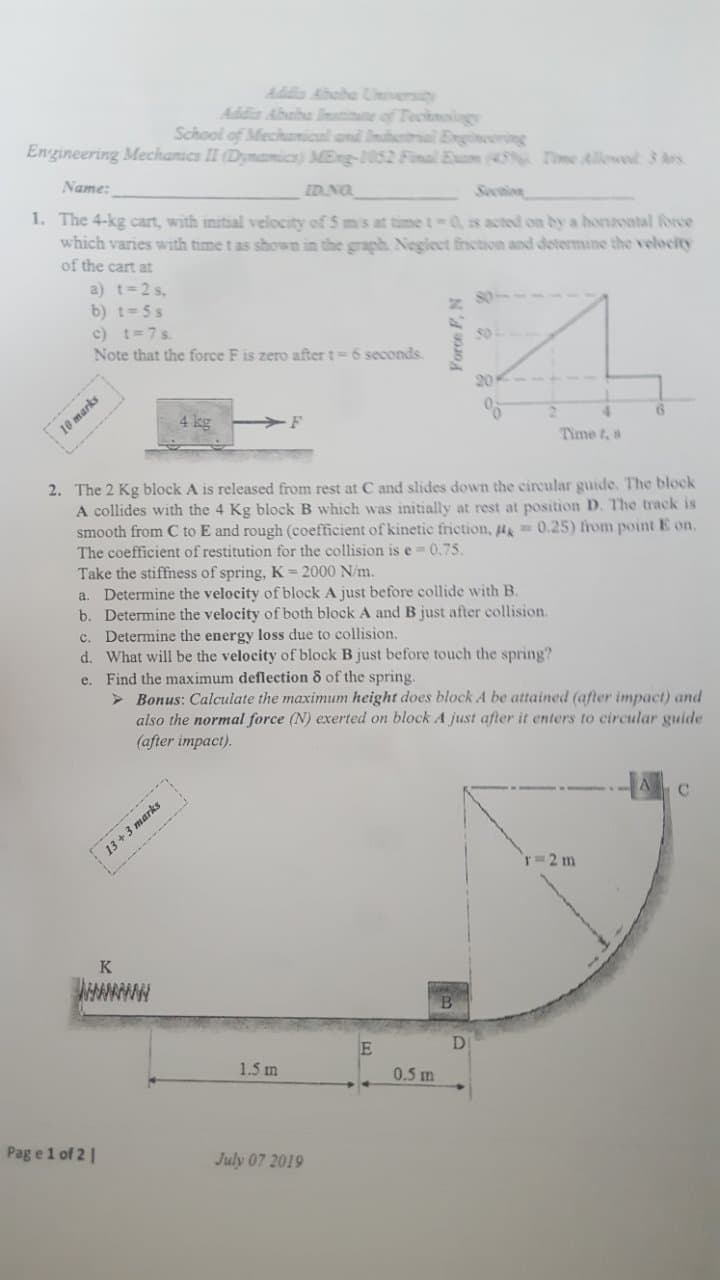 Addis Ababa University
Addis Ababa Institute of Technology
School of Mechanical and Industrial Engineering
Engineering Mechanics II (Dynamics) MEng-1052 Final Exam (45%). Time Allowed 3 hrs
Name: ID.NO. Section
1. The 4-kg cart, with initial velocity of 5 m/s at time t = 0, is acted on by a horizontal force
which varies with time t as shown in the graph. Neglect friction and determine the velocity
of the cart at
a) t = 2 s,
b) t = 5 s
c) t = 7 s.
Note that the force F is zero after t = 6 seconds.
10 marks
4 kg
F
Force F, N
80
50
20
0
0 2 4 6
Time t, s
2. The 2 Kg block A is released from rest at C and slides down the circular guide. The block
A collides with the 4 Kg block B which was initially at rest at position D. The track is
smooth from C to E and rough (coefficient of kinetic friction, μk = 0.25) from point E on.
The coefficient of restitution for the collision is e = 0.75.
Take the stiffness of spring, K = 2000 N/m.
a. Determine the velocity of block A just before collide with B.
b. Determine the velocity of both block A and B just after collision.
c. Determine the energy loss due to collision.
d. What will be the velocity of block B just before touch the spring?
e. Find the maximum deflection δ of the spring.
➢ Bonus: Calculate the maximum height does block A be attained (after impact) and
also the normal force (N) exerted on block A just after it enters to circular guide
(after impact).
13 + 3 marks
A C
r = 2 m
K
B
E D
1.5 m 0.5 m
Pag e 1 of 2 | July 07 2019